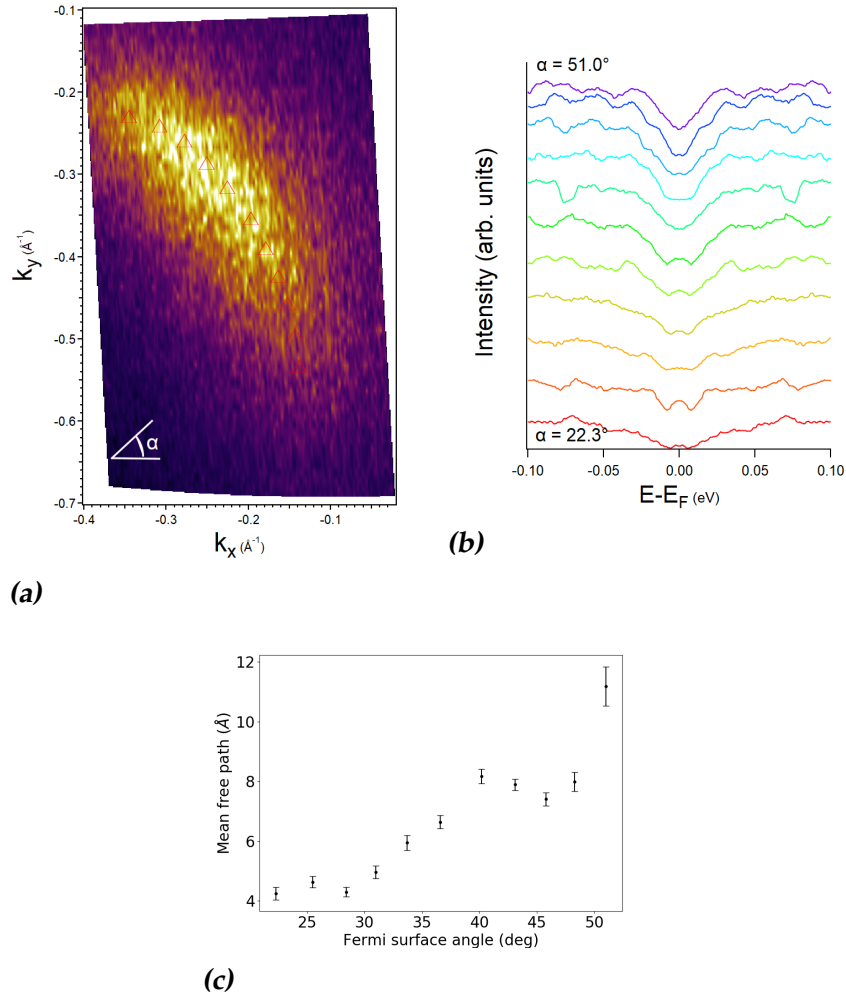 -0.1
-0.2
-0.3
-0.4
-0.5
-0.6
-0.7
k_y (Å⁻¹)
α
-0.4
-0.3
-0.2
-0.1
k_x (Å⁻¹)
(a)
α = 51.0°
Intensity (arb. units)
α = 22.3°
-0.10
-0.05
0.00
0.05
0.10
E-E_F (eV)
(b)
12
10
8
6
4
Mean free path (Å)
25
30
35
40
45
50
Fermi surface angle (deg)
(c)